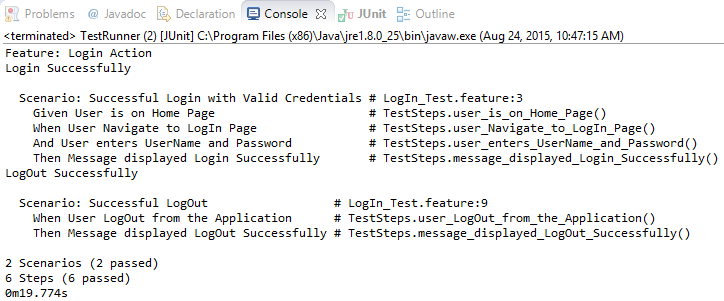 Problems @ Javadoc Declaration Console JUnit Outline
<terminated> TestRunner (2) [JUnit] C:\Program Files (x86)\Java\jre1.8.0_25\bin\javaw.exe (Aug 24, 2015, 10:47:15 AM)
Feature: Login Action
Login Successfully
  Scenario: Successful Login with Valid Credentials # LogIn_Test.feature:3
    Given User is on Home Page                      # TestSteps.user_is_on_Home_Page()
    When User Navigate to LogIn Page                # TestSteps.user_Navigate_to_LogIn_Page()
    And User enters UserName and Password           # TestSteps.user_enters_UserName_and_Password()
    Then Message displayed Login Successfully       # TestSteps.message_displayed_Login_Successfully()
LogOut Successfully
  Scenario: Successful LogOut                  # LogIn_Test.feature:9
    When User LogOut from the Application      # TestSteps.user_LogOut_from_the_Application()
    Then Message displayed LogOut Successfully # TestSteps.message_displayed_LogOut_Successfully()
2 Scenarios (2 passed)
6 Steps (6 passed)
0m19.774s